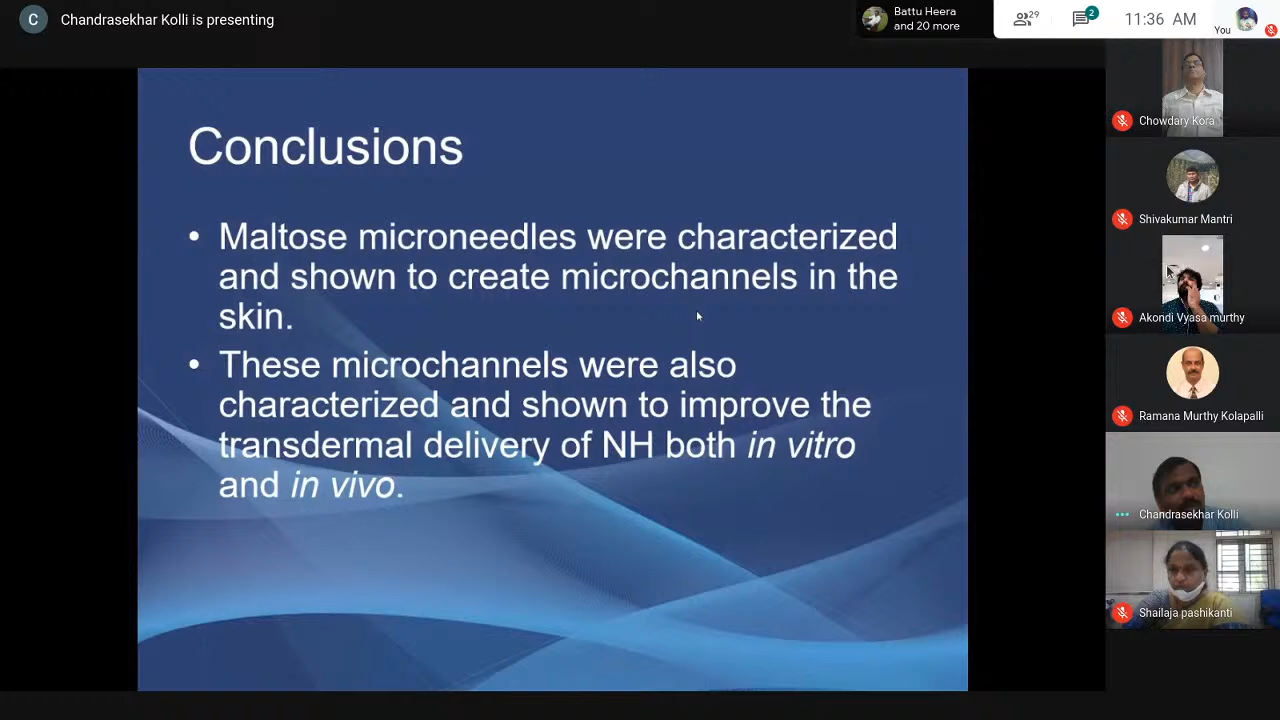 C
Chandrasekhar Kolli is presenting
Battu Heera
and 20 more
29
2
11:36 AM
You
Conclusions
• Maltose microneedles were characterized
and shown to create microchannels in the
skin.
• These microchannels were also
characterized and shown to improve the
transdermal delivery of NH both in vitro
and in vivo.
Chowdary Kora
Shivakumar Mantri
Akondi Vyasa murthy
Ramana Murthy Kolapalli
Chandrasekhar Kolli
Shailaja pashikanti